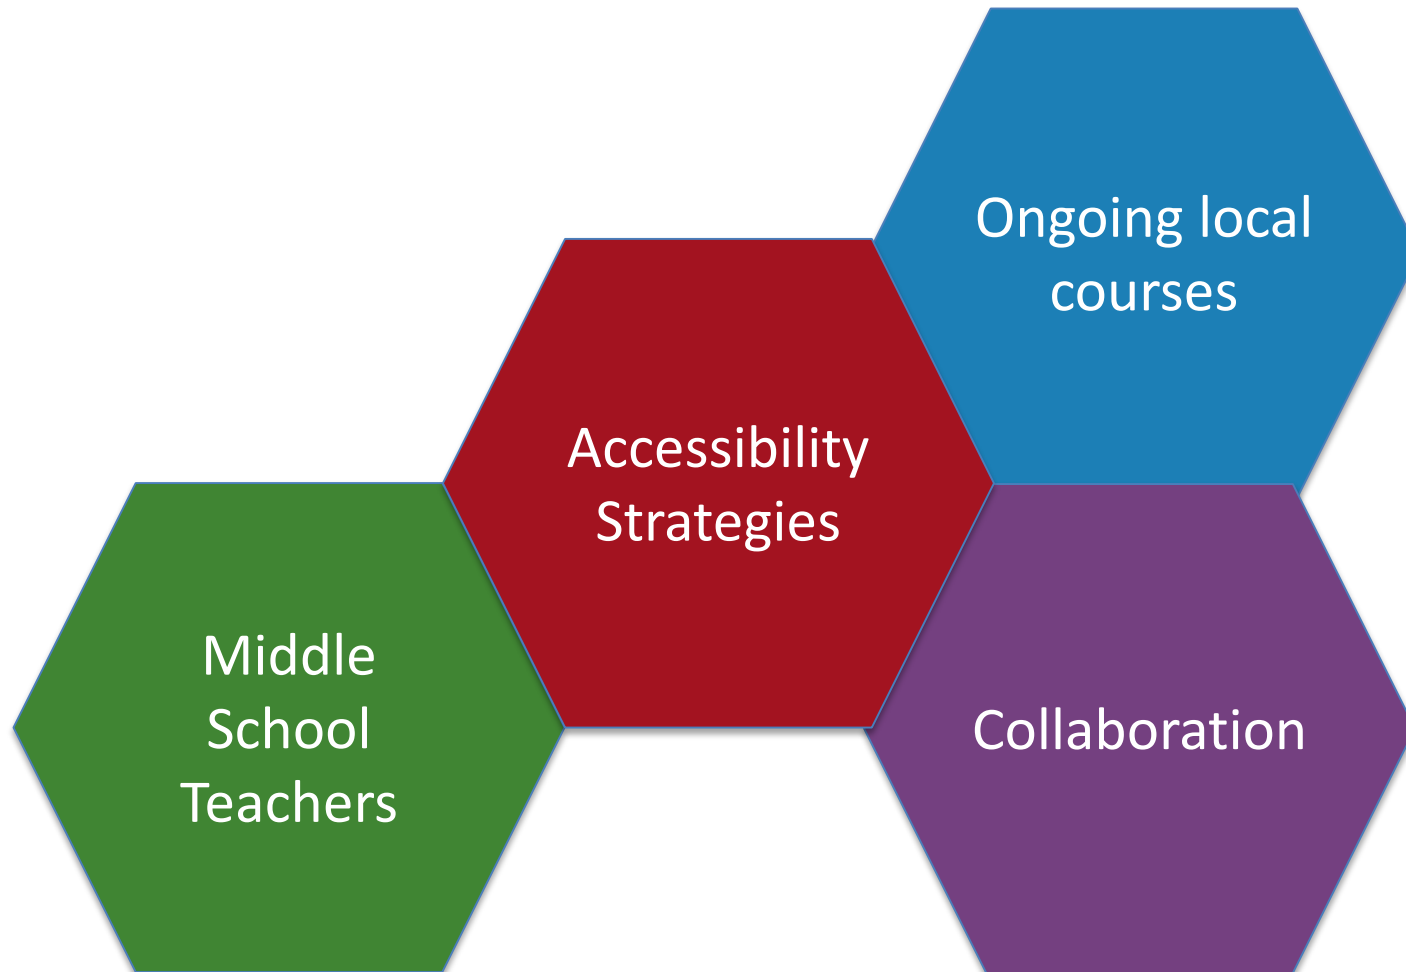 Ongoing local
courses
Accessibility
Strategies
Middle
School
Teachers
Collaboration